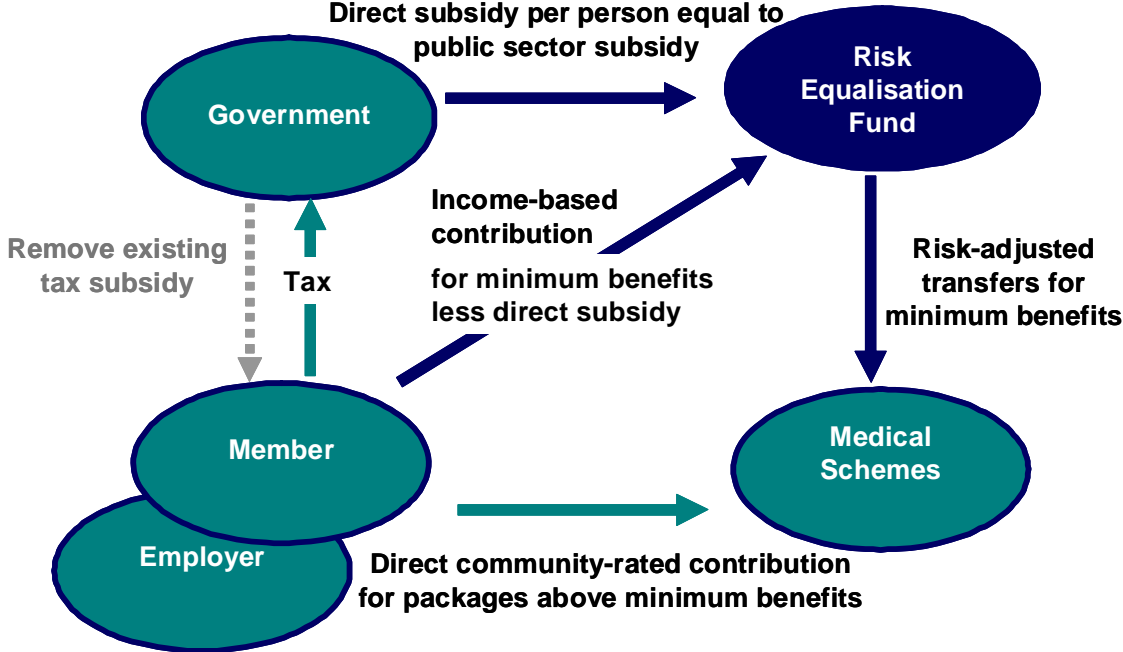 Direct subsidy per person equal to
public sector subsidy
Risk
Equalisation
Fund
Government
Income-based
contribution
for minimum benefits
less direct subsidy
Remove existing
tax subsidy
Tax
Risk-adjusted
transfers for
minimum benefits
Member
Medical
Schemes
Employer
Direct community-rated contribution
for packages above minimum benefits